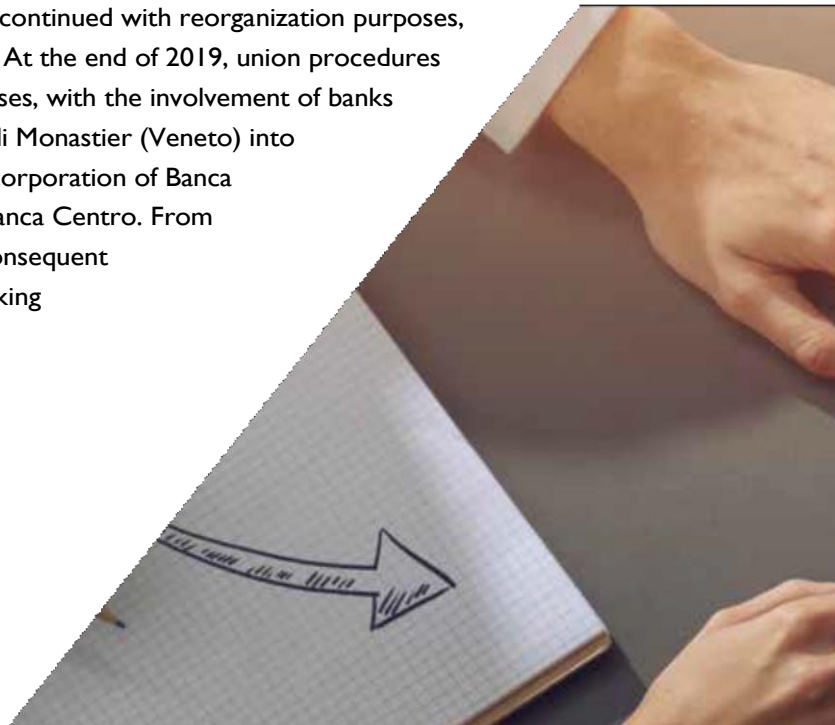 continued with reorganization purposes,
At the end of 2019, union procedures
ses, with the involvement of banks
li Monastier (Veneto) into
orporation of Banca
anca Centro. From
onsequent
king